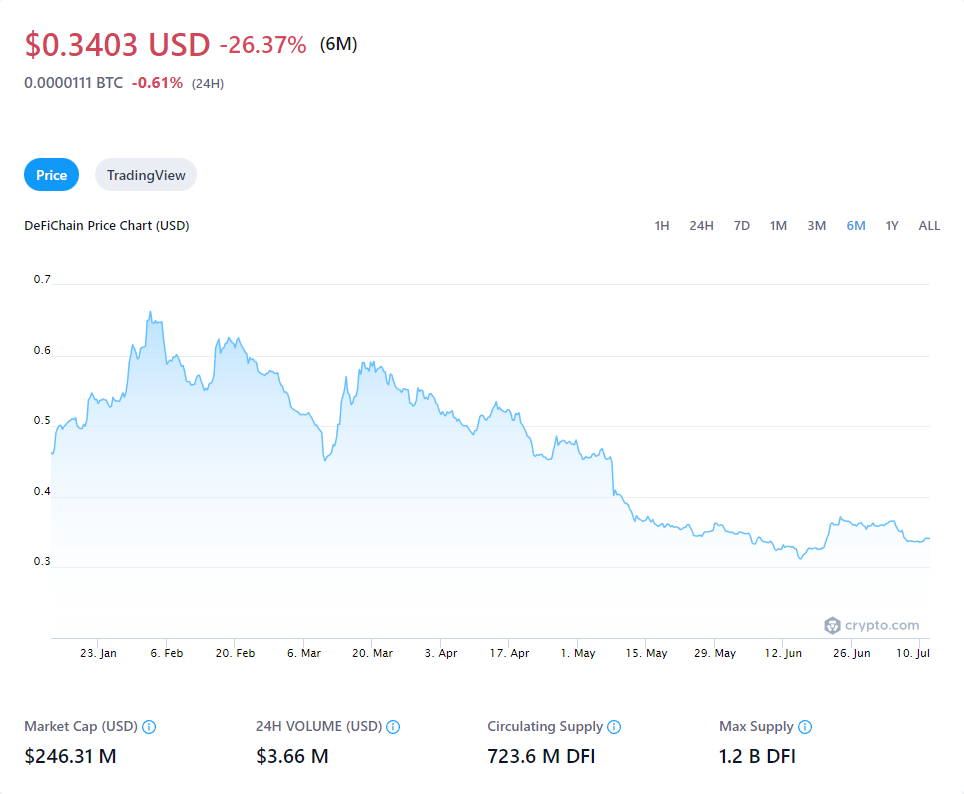 $0.3403 USD -26.37% (6M)
0.0000111 BTC -0.61% (24H)
Price TradingView
DeFiChain Price Chart (USD) 1H 24H 7D 1M 3M 6M 1Y ALL
0.7
0.6
0.5
0.4
0.3
crypto.com
23. Jan 6. Feb 20. Feb 6. Mar 20. Mar 3. Apr 17. Apr 1. May 15. May 29. May 12. Jun 26. Jun 10. Jul
Market Cap (USD) 24H VOLUME (USD) Circulating Supply Max Supply
$246.31 M $3.66 M 723.6 M DFI 1.2 B DFI